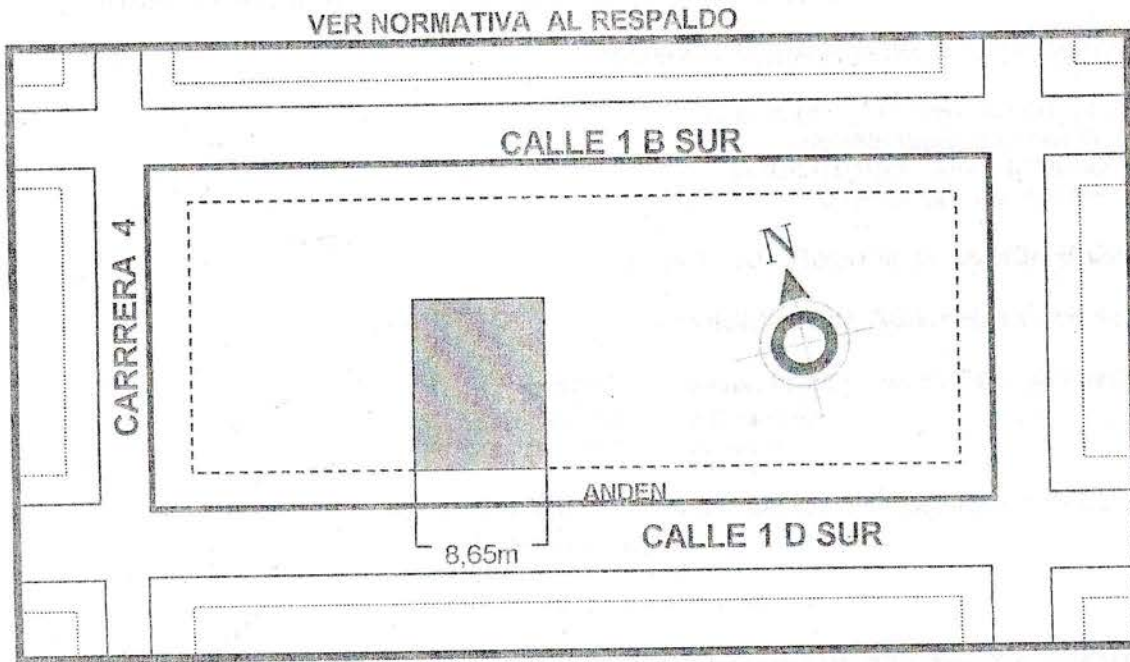 VER NORMATIVA AL RESPALDO
CALLE 1 B SUR
CARRERA 4
N
ANDEN
8,65m
CALLE 1 D SUR